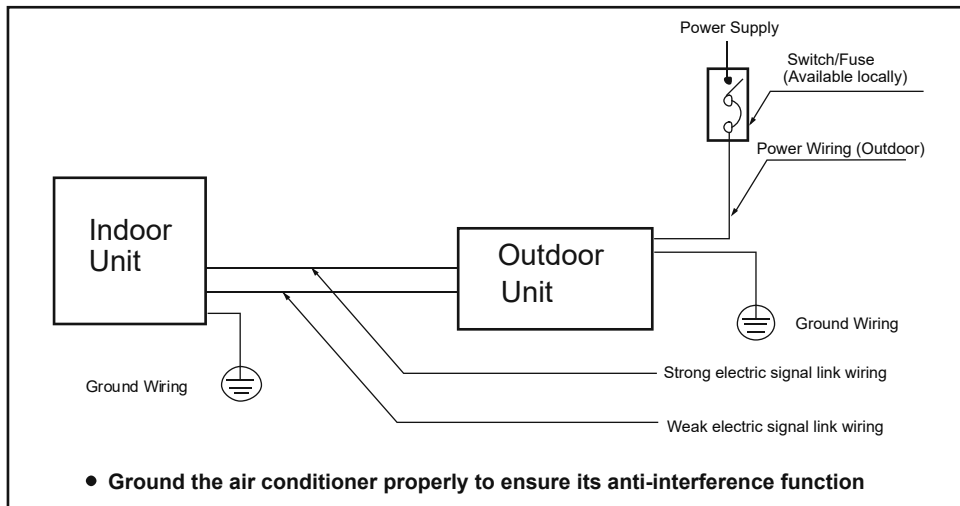 Power Supply
Switch/Fuse
(Available locally)
Power Wiring (Outdoor)
Indoor
Unit
Outdoor
Unit
Ground Wiring
Ground Wiring
Strong electric signal link wiring
Weak electric signal link wiring
• Ground the air conditioner properly to ensure its anti-interference function